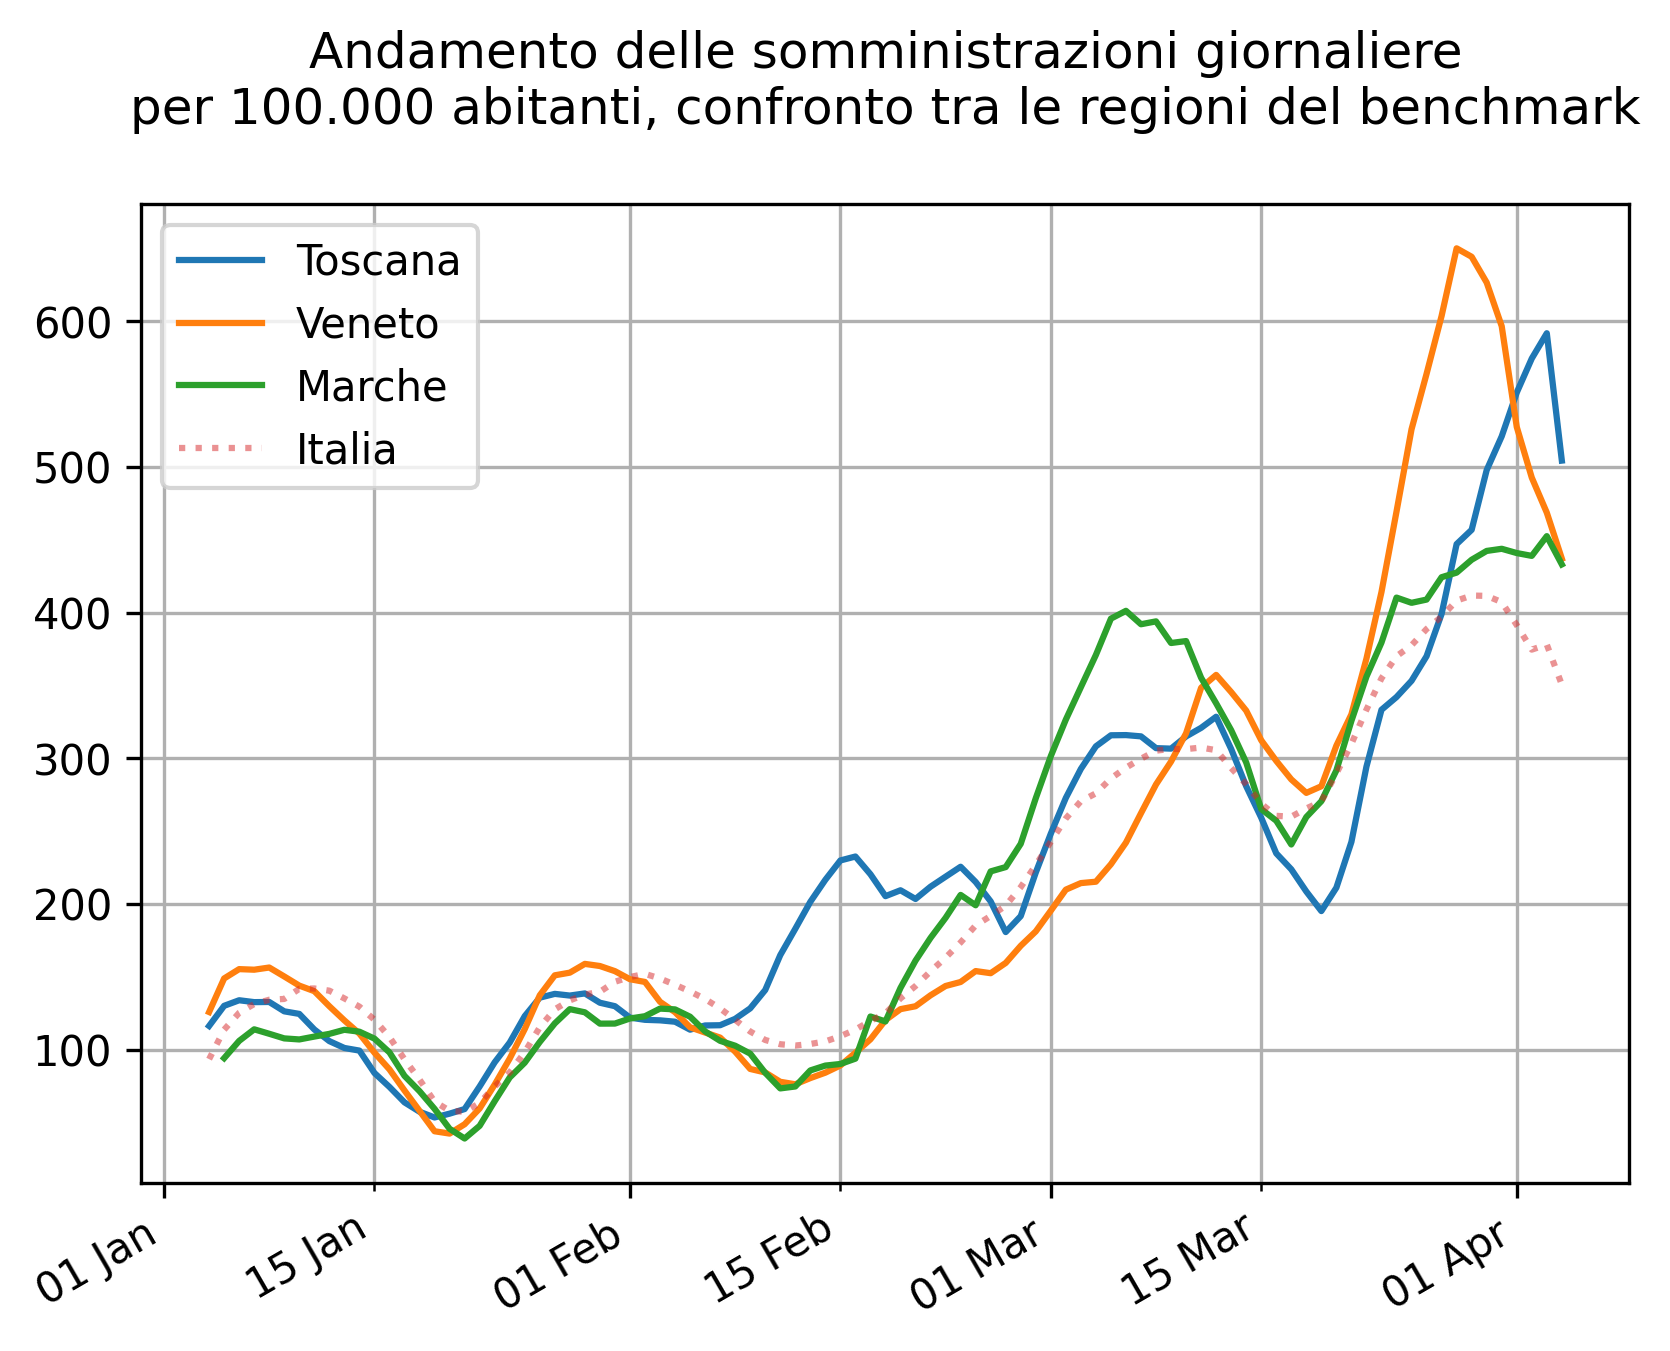 Andamento delle somministrazioni giornaliere
per 100.000 abitanti, confronto tra le regioni del benchmark
Toscana
Veneto
Marche
Italia
600
500
400
300
200
100
01 Jan
15 Jan
01 Feb
15 Feb
01 Mar
15 Mar
01 Apr